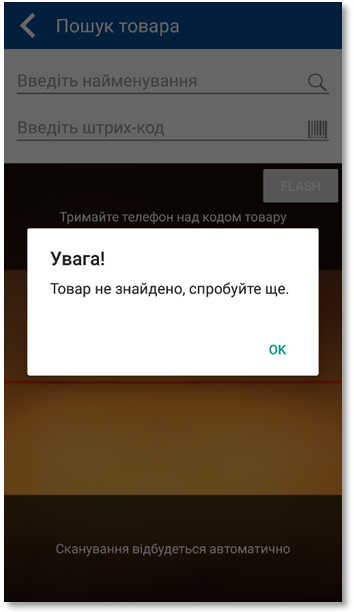 Пошук товара
Введіть найменування
Введіть штрих-код
FLASH
Тримайте телефон над кодом товару
Увага!
Товар не знайдено, спробуйте ще.
OK
Сканування відбудеться автоматично